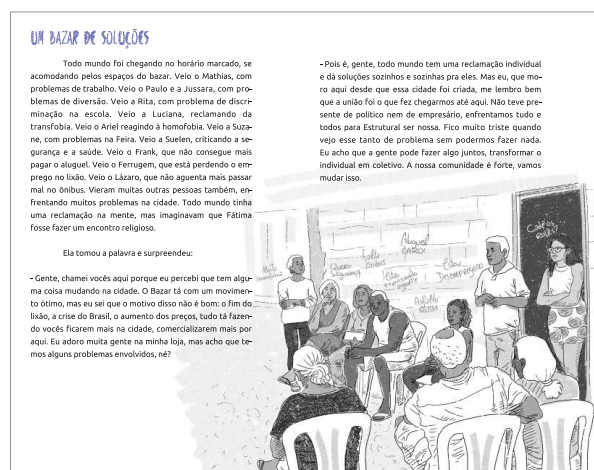 UM BAZAR DE SOLUÇÕES
Todo mundo foi chegando no horário marcado, se
acomodando pelos espaços do bazar. Veio o Mathias, com
problemas de trabalho. Veio o Paulo e a Jussara, com pro-
blemas de diversão. Veio a Rita, com problema de discri-
minação na escola. Veio a Luciana, reclamando da
transfobia. Veio o Ariel reagindo à homofobia. Veio a Suza-
ne, com problemas na Feira. Veio a Suelen, criticando a se-
gurança e a saúde. Veio o Frank, que não consegue mais
pagar o aluguel. Veio o Ferrugem, que está perdendo o em-
prego no lixão. Veio o Lázaro, que não aguenta mais passar
mal no ônibus. Vieram muitas outras pessoas também, en-
frentando muitos problemas na cidade. Todo mundo tinha
uma reclamação na mente, mas imaginavam que Fátima
fosse fazer um encontro religioso.
Ela tomou a palavra e surpreendeu:
- Gente, chamei vocês aqui porque eu percebi que tem algu-
ma coisa mudando na cidade. O Bazar tá com um movimen-
to ótimo, mas eu sei que o motivo disso não é bom: o fim do
lixão, a crise do Brasil, o aumento dos preços, tudo tá fazen-
do vocês ficarem mais na cidade, comercializarem mais por
aqui. Eu adoro muita gente na minha loja, mas acho que te-
mos alguns problemas envolvidos, né?
- Pois é, gente, todo mundo tem uma reclamação individual
e dá soluções sozinhos e sozinhas pra eles. Mas eu, que mo-
ro aqui desde que essa cidade foi criada, me lembro bem
que a união foi o que fez chegarmos até aqui. Não teve pre-
sente de político nem de empresário, enfrentamos tudo e
todos para Estrutural ser nossa. Fico muito triste quando
vejo esse tanto de problema sem podermos fazer nada.
Eu acho que a gente pode fazer algo juntos, transformar o
individual em coletivo. A nossa comunidade é forte, vamos
mudar isso.
Aluguel
CARO!
Falta
Quero
Segurança
Estou
Desempregado
Asfalto